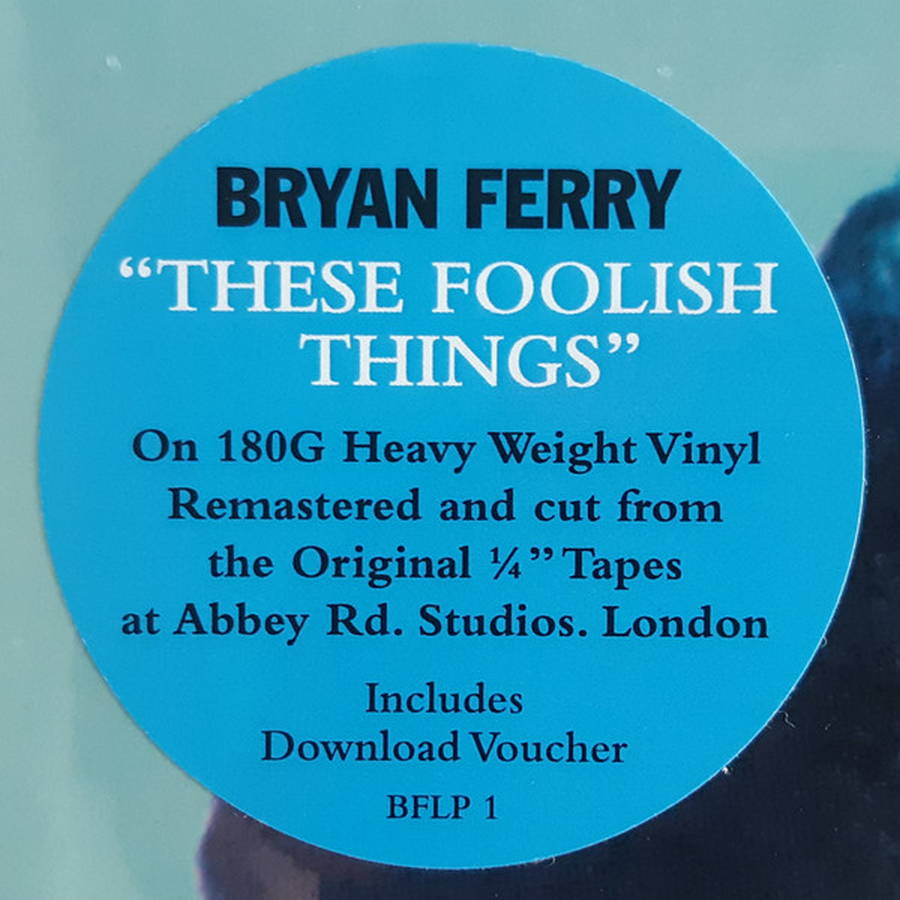 BRYAN FERRY
“THESE FOOLISH
THINGS”
On 180G Heavy Weight Vinyl
Remastered and cut from
the Original ¼” Tapes
at Abbey Rd. Studios. London
Includes
Download Voucher
BFLP 1